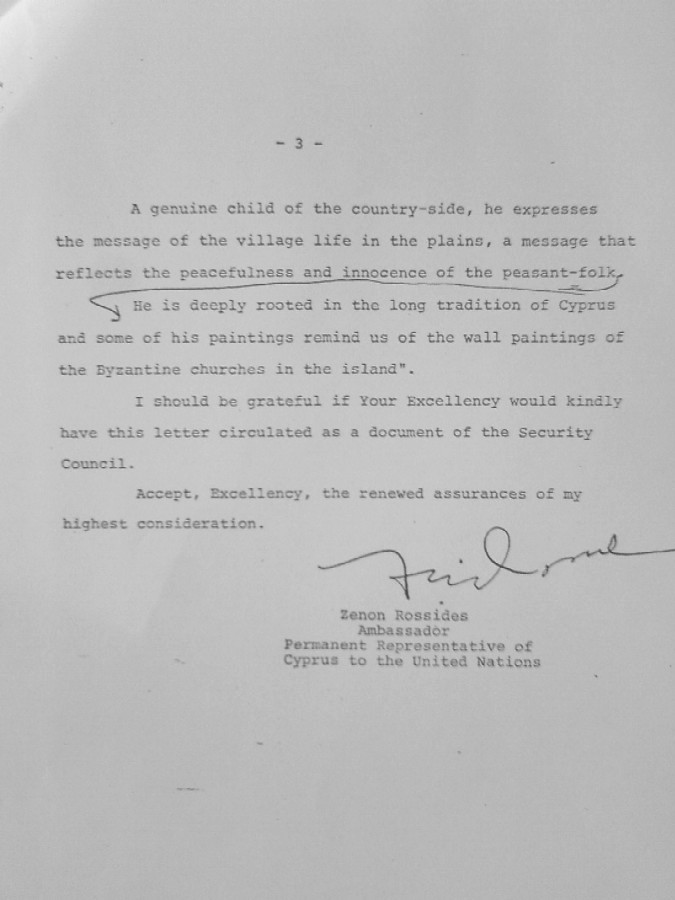 - 3 -
A genuine child of the country-side, he expresses
the message of the village life in the plains, a message that
reflects the peacefulness and innocence of the peasant-folk,
He is deeply rooted in the long tradition of Cyprus
and some of his paintings remind us of the wall paintings of
the Byzantine churches in the island".
I should be grateful if Your Excellency would kindly
have this letter circulated as a document of the Security
Council.
Accept, Excellency, the renewed assurances of my
highest consideration.
Zenon Rossides
Ambassador
Permanent Representative of
Cyprus to the United Nations